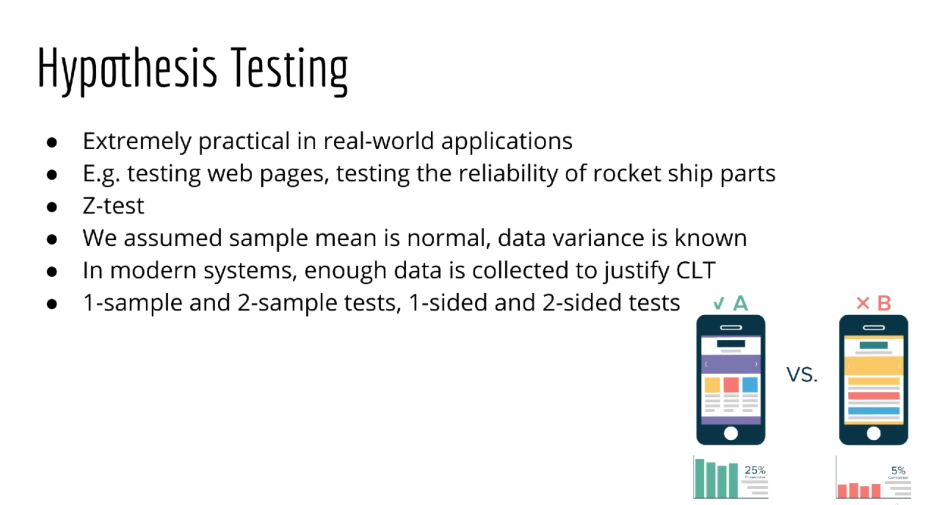 Hypothesis Testing
● Extremely practical in real-world applications
● E.g. testing web pages, testing the reliability of rocket ship parts
● Z-test
● We assumed sample mean is normal, data variance is known
● In modern systems, enough data is collected to justify CLT
● 1-sample and 2-sample tests, 1-sided and 2-sided tests
✓ A
✕ B
VS.
25%
5%